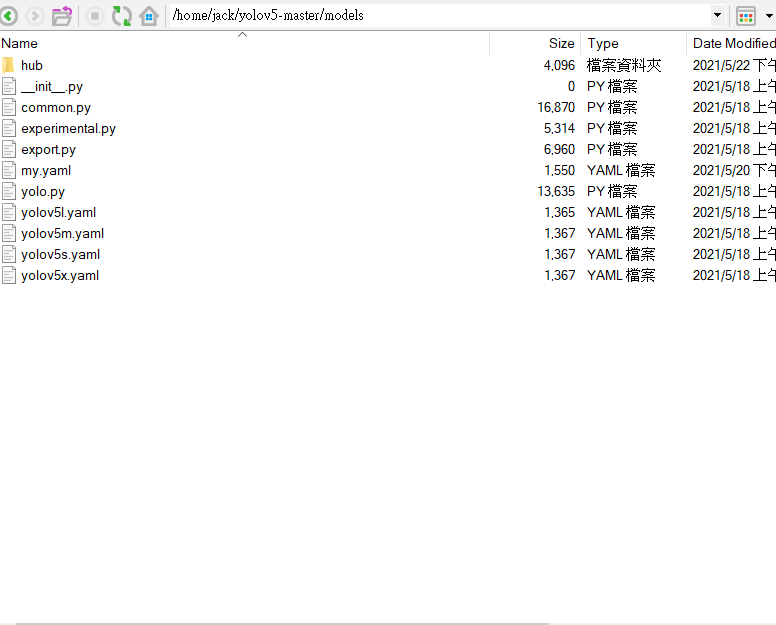 /home/jack/yolov5-master/models
Name Size Type Date Modified
hub 4,096 檔案資料夾 2021/5/22 下午
__init__.py 0 PY 檔案 2021/5/18 上午
common.py 16,870 PY 檔案 2021/5/18 上午
experimental.py 5,314 PY 檔案 2021/5/18 上午
export.py 6,960 PY 檔案 2021/5/18 上午
my.yaml 1,550 YAML 檔案 2021/5/20 下午
yolo.py 13,635 PY 檔案 2021/5/18 上午
yolov5l.yaml 1,365 YAML 檔案 2021/5/18 上午
yolov5m.yaml 1,367 YAML 檔案 2021/5/18 上午
yolov5s.yaml 1,367 YAML 檔案 2021/5/18 上午
yolov5x.yaml 1,367 YAML 檔案 2021/5/18 上午